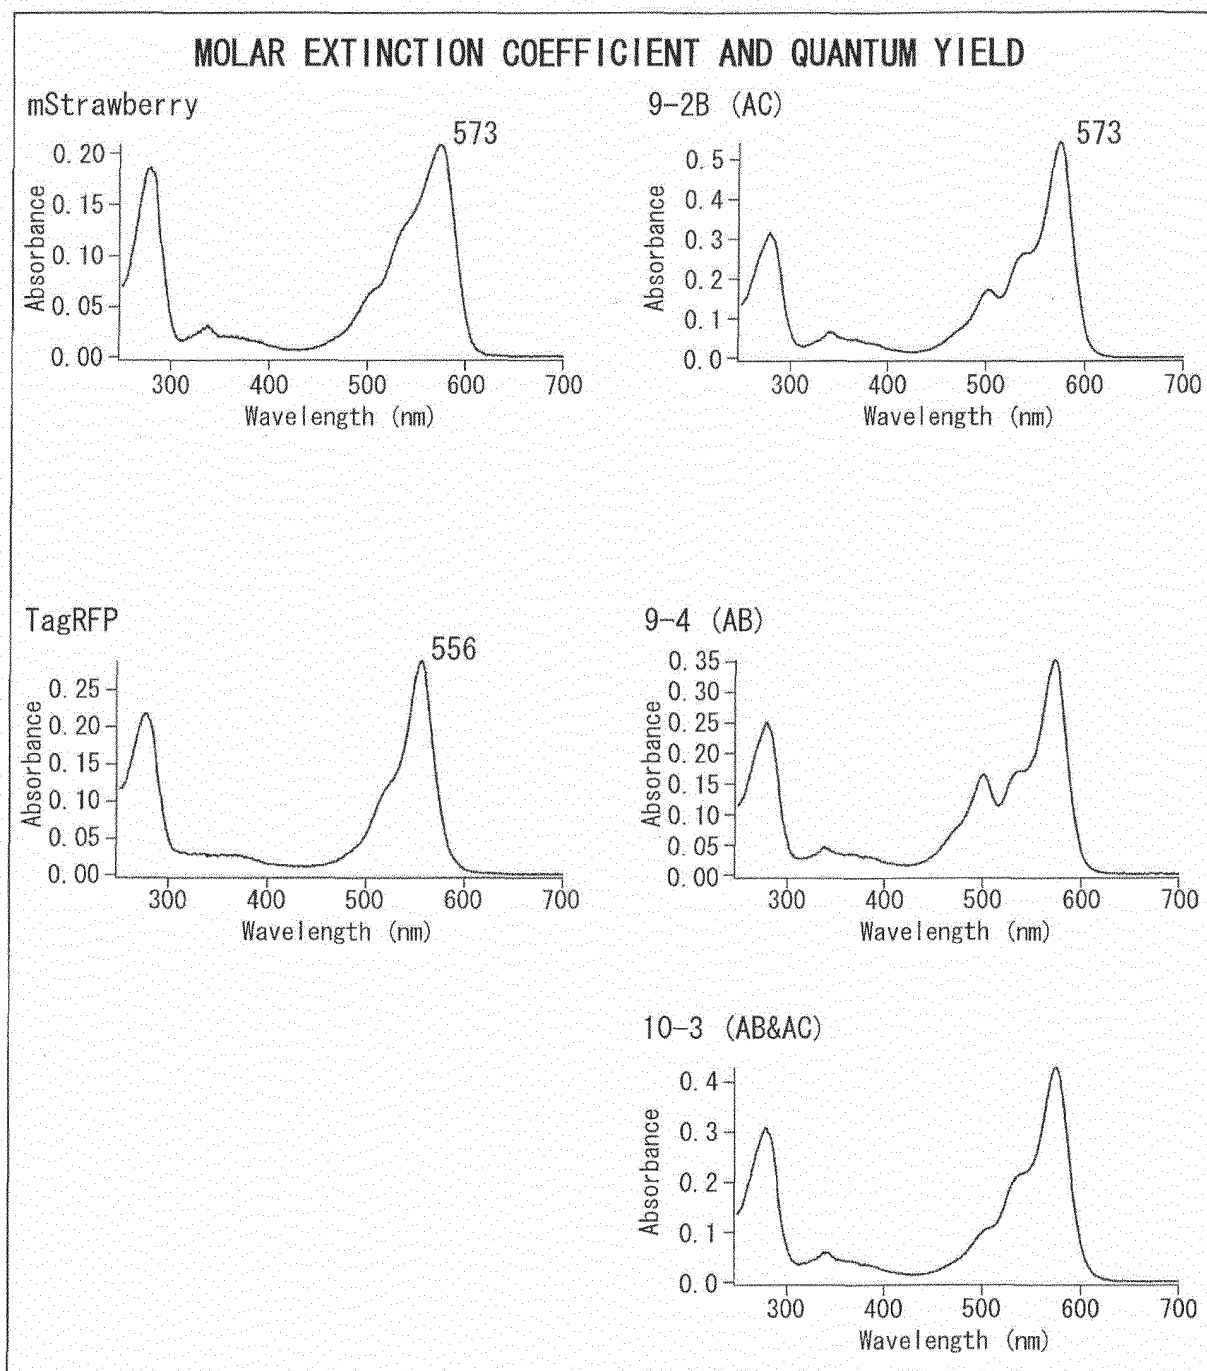 MOLAR EXTINCTION COEFFICIENT AND QUANTUM YIELD
mStrawberry
573
0.20
0.15
0.10
0.05
0.00
Absorbance
300 400 500 600 700
Wavelength (nm)
9-2B (AC)
573
0.5
0.4
0.3
0.2
0.1
0.0
Absorbance
300 400 500 600 700
Wavelength (nm)
TagRFP
556
0.25
0.20
0.15
0.10
0.05
0.00
Absorbance
300 400 500 600 700
Wavelength (nm)
9-4 (AB)
0.35
0.30
0.25
0.20
0.15
0.10
0.05
0.00
Absorbance
300 400 500 600 700
Wavelength (nm)
10-3 (AB&AC)
0.4
0.3
0.2
0.1
0.0
Absorbance
300 400 500 600 700
Wavelength (nm)